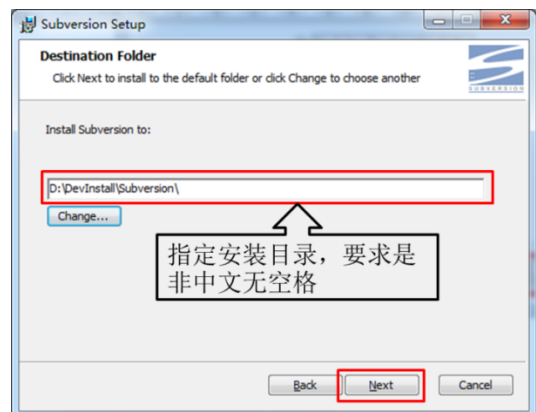 Subversion Setup
Destination Folder
Click Next to install to the default folder or click Change to choose another
SUBVERSION
Install Subversion to:
D:\DevInstall\Subversion\
Change...
指定安装目录，要求是
非中文无空格
Back
Next
Cancel